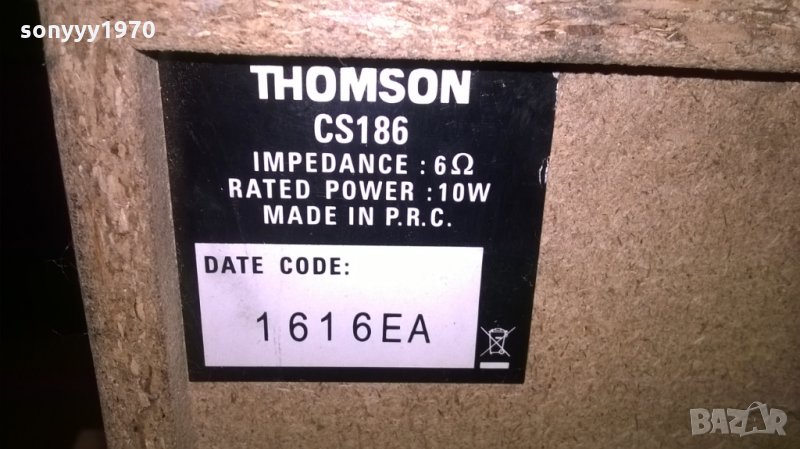 sonyyy1970
THOMSON
CS186
IMPEDANCE : 6Ω
RATED POWER : 10W
MADE IN P.R.C.
DATE CODE:
1616EA
BAZAR